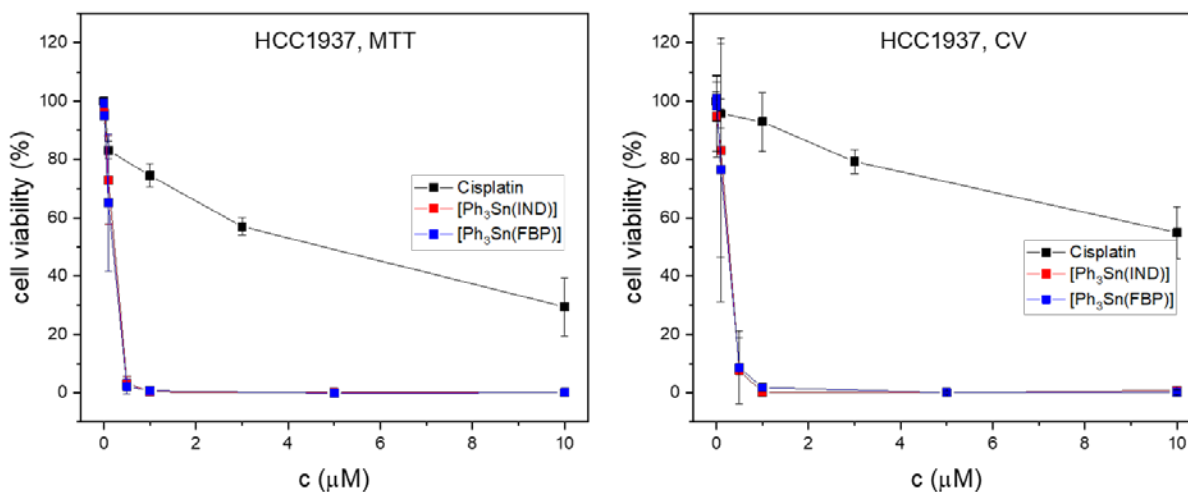 HCC1937, MTT
cell viability (%)
120
100
80
60
40
20
0
Cisplatin
[Ph₃Sn(IND)]
[Ph₃Sn(FBP)]
0 2 4 6 8 10
c (μM)
HCC1937, CV
cell viability (%)
120
100
80
60
40
20
0
Cisplatin
[Ph₃Sn(IND)]
[Ph₃Sn(FBP)]
0 2 4 6 8 10
c (μM)